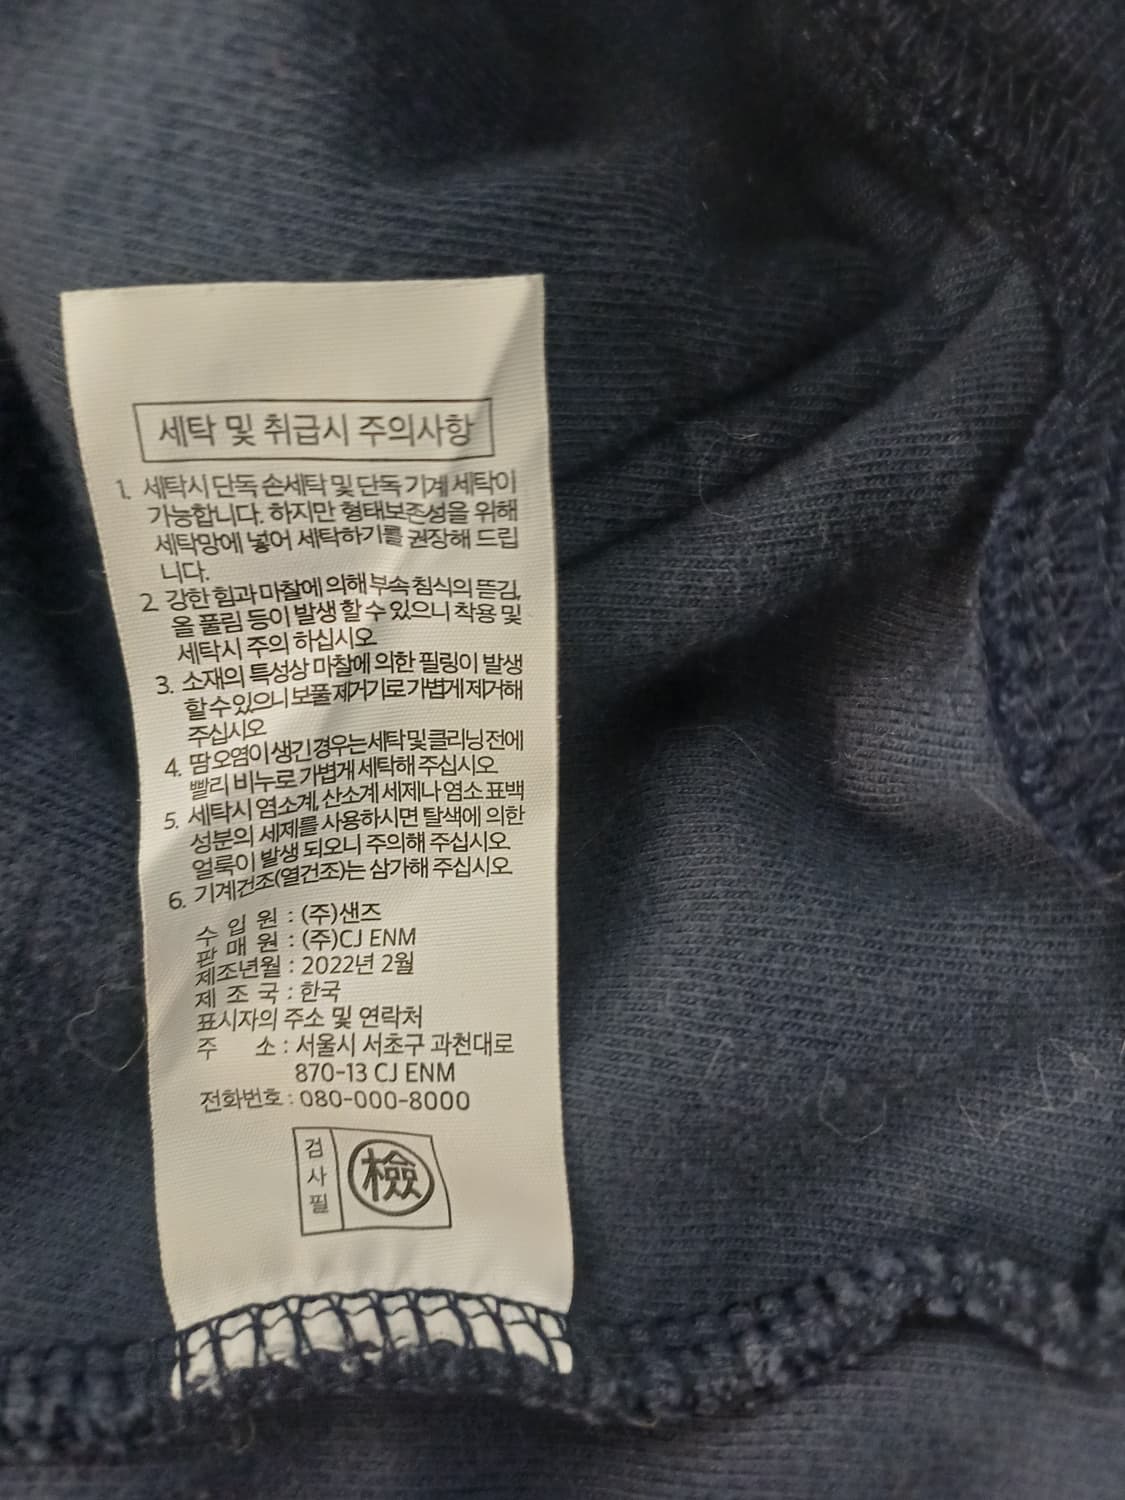 세탁 및 취급시 주의사항
1. 세탁시 단독 손세탁 및 단독 기계 세탁이
가능합니다. 하지만 형태보존성을 위해
세탁망에 넣어 세탁하기를 권장해 드립
니다.
2. 강한 힘과 마찰에 의해 부속 침식의 뜯김,
올 풀림 등이 발생 할 수 있으니 착용 및
세탁시 주의 하십시오
3. 소재의 특성상 마찰에 의한 필링이 발생
할 수 있으니 보풀 제거기로 가볍게 제거해
주십시오
4. 땀 오염이 생긴 경우는 세탁 및 클리닝 전에
빨리 비누로 가볍게 세탁해 주십시오
5. 세탁시 염소계, 산소계 세제나 염소 표백
성분의 세제를 사용하시면 탈색에 의한
얼룩이 발생 되오니 주의해 주십시오
6. 기계건조(열건조)는 삼가해 주십시오
수 입 원 : (주)샌즈
판 매 원 : (주)CJ ENM
제조년월 : 2022년 2월
제 조 국 : 한국
표시자의 주소 및 연락처
주 소 : 서울시 서초구 과천대로
870-13 CJ ENM
전화번호 : 080-000-8000
검사필 檢